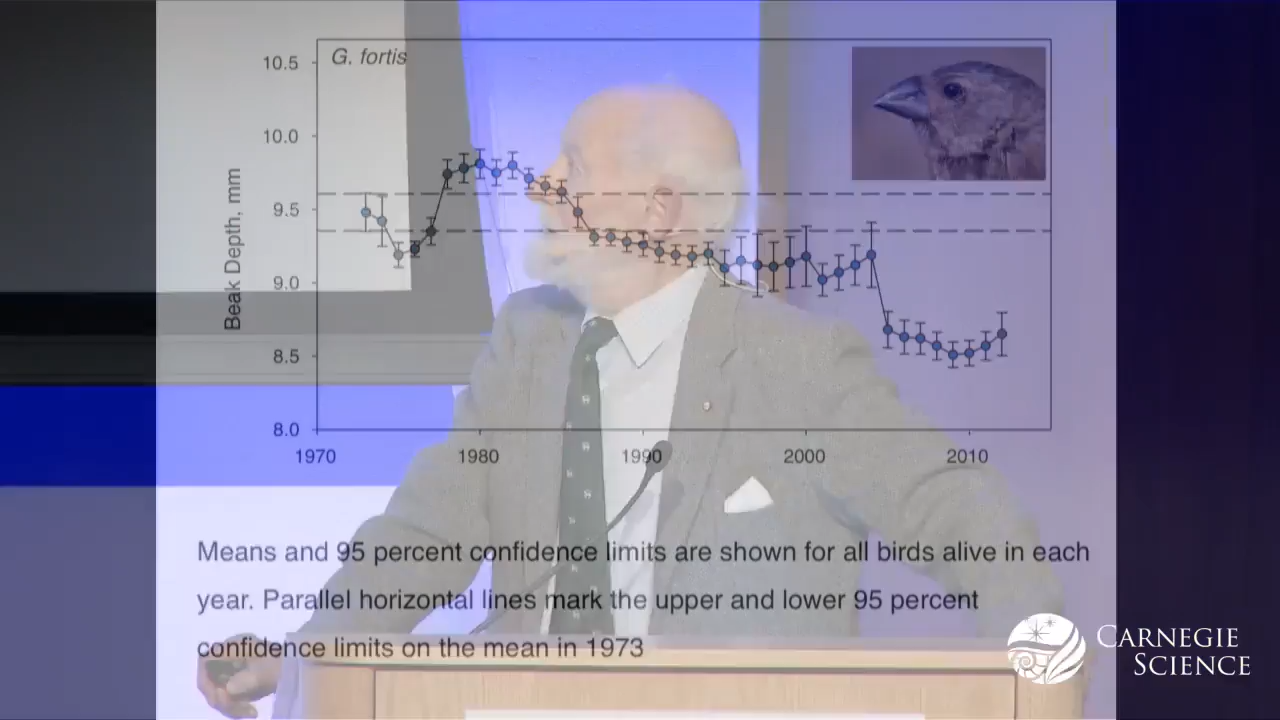 10.5
G. fortis
10.0
9.5
9.0
8.5
8.0
Beak Depth, mm
1970
1980
1990
2000
2010
Means and 95 percent confidence limits are shown for all birds alive in each
year. Parallel horizontal lines mark the upper and lower 95 percent
confidence limits on the mean in 1973
CARNEGIE
SCIENCE